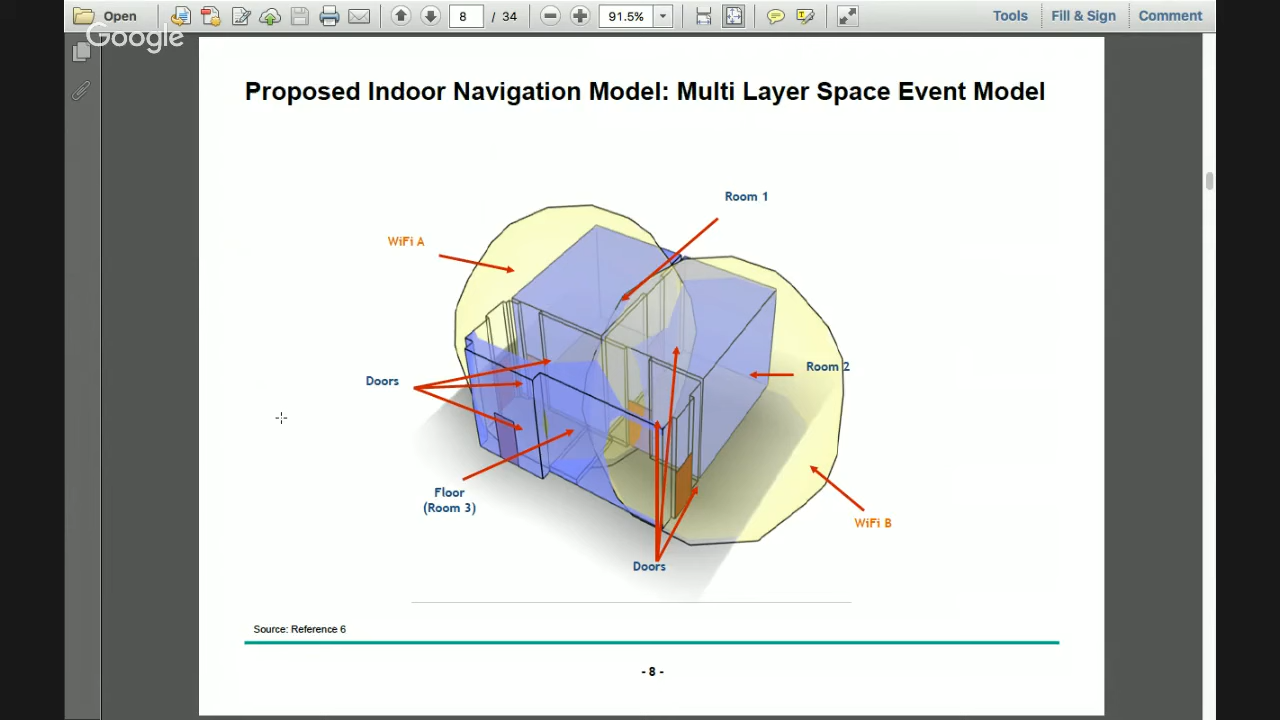 Open
8 / 34
91.5%
Tools
Fill & Sign
Comment
Google
Proposed Indoor Navigation Model: Multi Layer Space Event Model
Room 1
WiFi A
Room 2
Doors
Floor
(Room 3)
WiFi B
Doors
Source: Reference 6
- 8 -